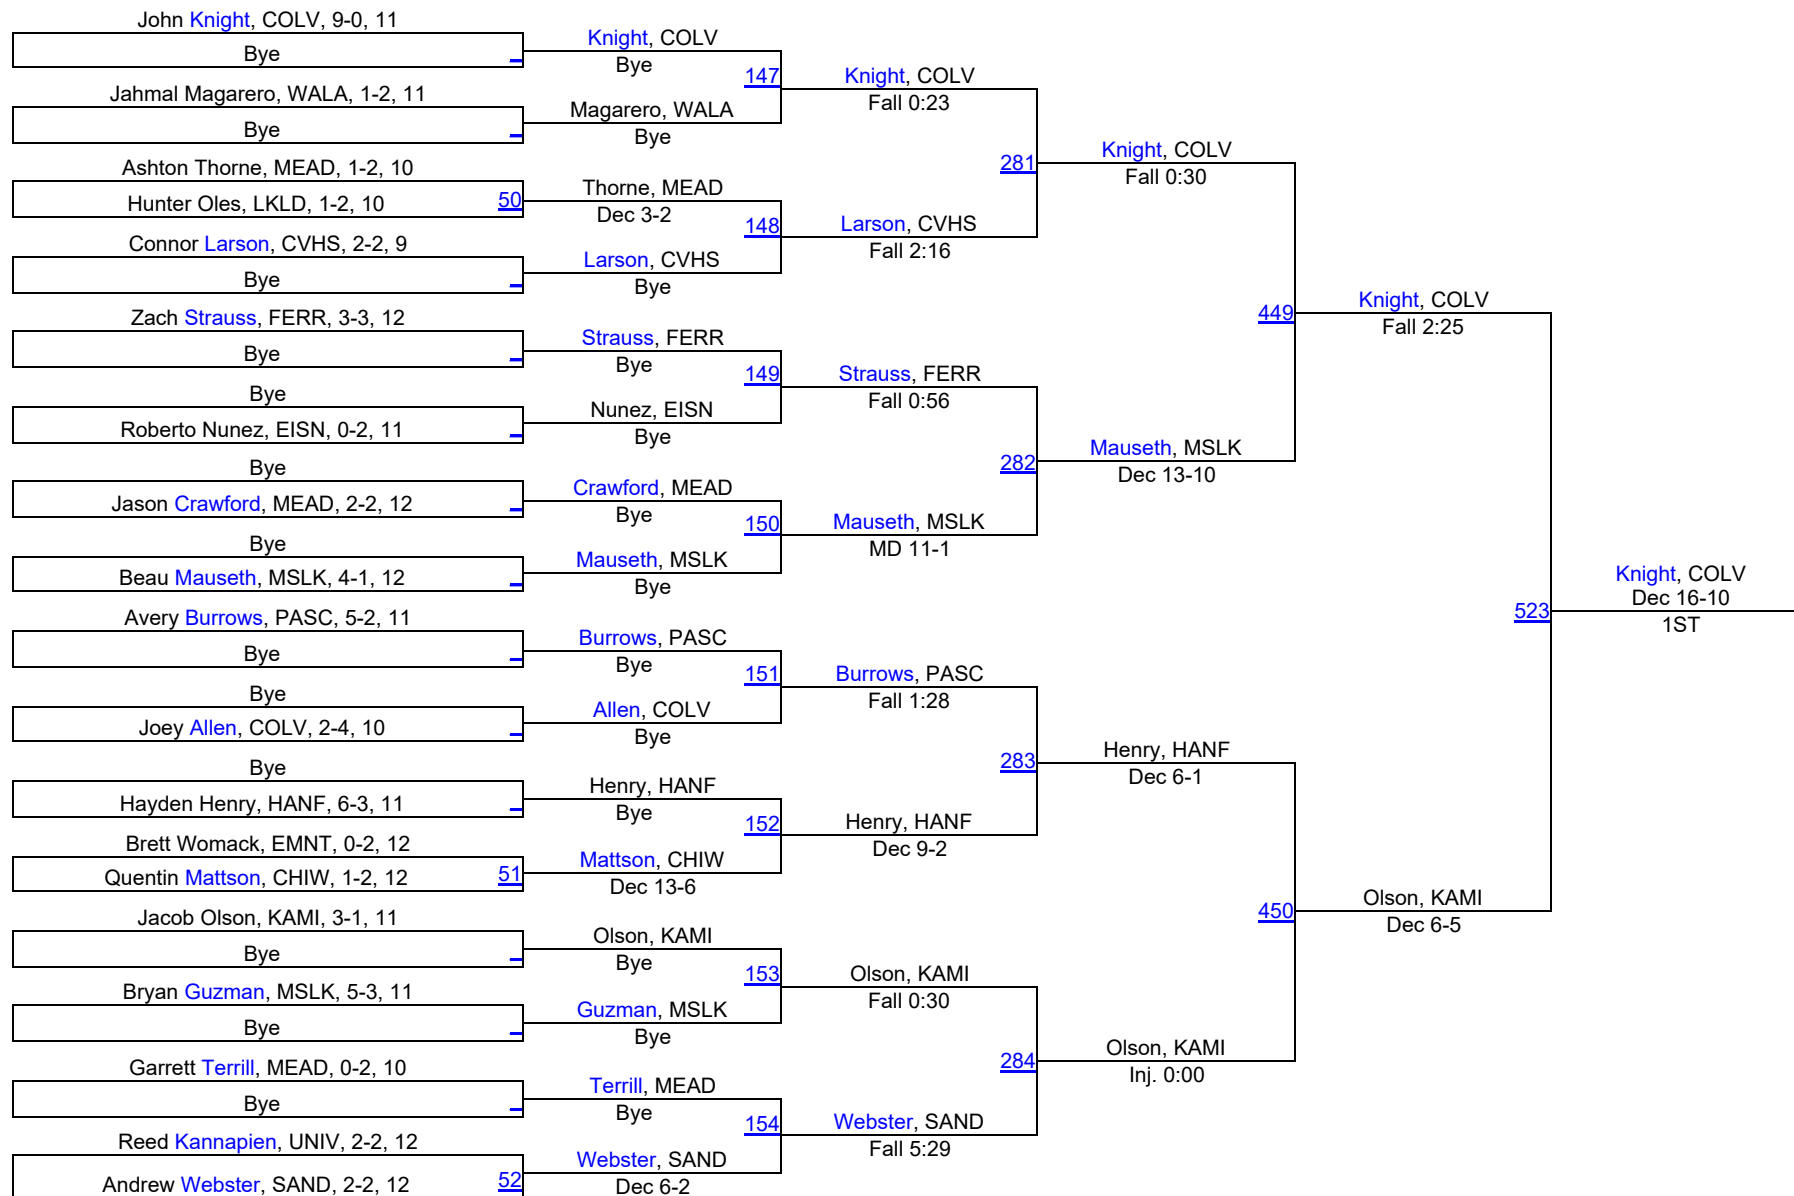 John Knight, COLV, 9-0, 11
Bye
Jahmal Magarero, WALA, 1-2, 11
Bye
Ashton Thorne, MEAD, 1-2, 10
Hunter Oles, LKLD, 1-2, 10
50
Connor Larson, CVHS, 2-2, 9
Bye
Zach Strauss, FERR, 3-3, 12
Bye
Bye
Roberto Nunez, EISN, 0-2, 11
Bye
Jason Crawford, MEAD, 2-2, 12
Bye
Beau Mauseth, MSLK, 4-1, 12
Avery Burrows, PASC, 5-2, 11
Bye
Bye
Joey Allen, COLV, 2-4, 10
Bye
Hayden Henry, HANF, 6-3, 11
Brett Womack, EMNT, 0-2, 12
Quentin Mattson, CHIW, 1-2, 12
51
Jacob Olson, KAMI, 3-1, 11
Bye
Bryan Guzman, MSLK, 5-3, 11
Bye
Garrett Terrill, MEAD, 0-2, 10
Bye
Reed Kannapien, UNIV, 2-2, 12
Andrew Webster, SAND, 2-2, 12
52
Knight, COLV
Bye
147
Magarero, WALA
Bye
Thorne, MEAD
Dec 3-2
148
Larson, CVHS
Bye
Strauss, FERR
Bye
149
Nunez, EISN
Bye
Crawford, MEAD
Bye
150
Mauseth, MSLK
Bye
Burrows, PASC
Bye
151
Allen, COLV
Bye
Henry, HANF
Bye
152
Mattson, CHIW
Dec 13-6
Olson, KAMI
Bye
153
Guzman, MSLK
Bye
Terrill, MEAD
Bye
154
Webster, SAND
Dec 6-2
Knight, COLV
Fall 0:23
281
Larson, CVHS
Fall 2:16
Strauss, FERR
Fall 0:56
282
Mauseth, MSLK
MD 11-1
Burrows, PASC
Fall 1:28
283
Henry, HANF
Dec 9-2
Olson, KAMI
Fall 0:30
284
Webster, SAND
Fall 5:29
Knight, COLV
Fall 0:30
449
Mauseth, MSLK
Dec 13-10
Henry, HANF
Dec 6-1
450
Olson, KAMI
Inj. 0:00
Knight, COLV
Fall 2:25
523
Olson, KAMI
Dec 6-5
Knight, COLV
Dec 16-10
1ST